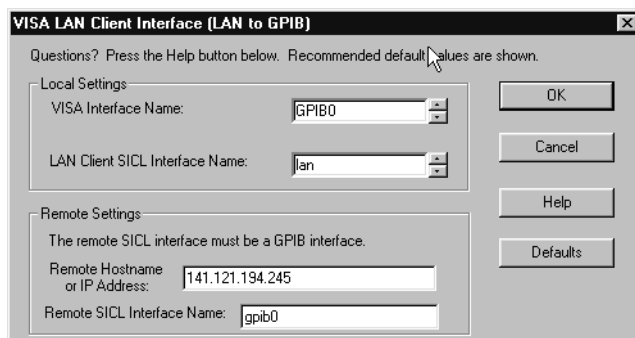 VISA LAN Client Interface (LAN to GPIB)
Questions? Press the Help button below. Recommended default values are shown.
Local Settings
VISA Interface Name: GPIB0
LAN Client SICL Interface Name: lan
OK
Cancel
Help
Defaults
Remote Settings
The remote SICL interface must be a GPIB interface.
Remote Hostname
or IP Address: 141.121.194.245
Remote SICL Interface Name: gpib0